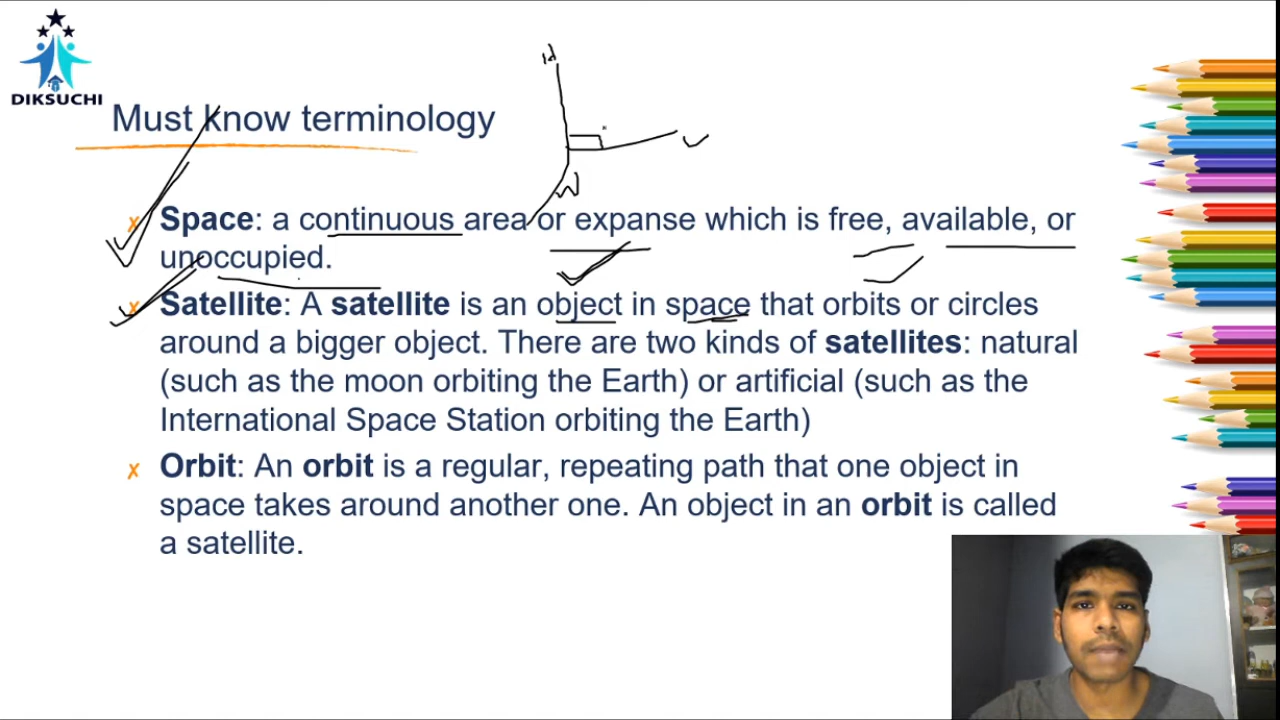 DIKSUCHI
Must know terminology
Space: a continuous area or expanse which is free, available, or
unoccupied.
Satellite: A satellite is an object in space that orbits or circles
around a bigger object. There are two kinds of satellites: natural
(such as the moon orbiting the Earth) or artificial (such as the
International Space Station orbiting the Earth)
Orbit: An orbit is a regular, repeating path that one object in
space takes around another one. An object in an orbit is called
a satellite.